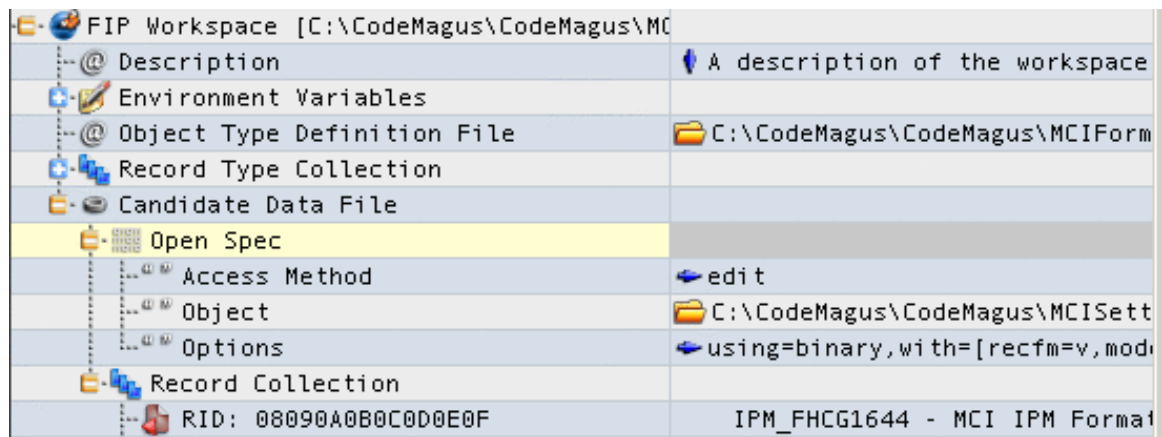 FIP Workspace [C:\CodeMagus\CodeMagus\MC
@ Description A description of the workspace
Environment Variables
@ Object Type Definition File C:\CodeMagus\CodeMagus\MCIForm
Record Type Collection
Candidate Data File
Open Spec
Access Method edit
Object C:\CodeMagus\CodeMagus\MCISett
Options using=binary,with=[recfm=v,mod
Record Collection
RID: 08090A0B0C0D0E0F IPM_FHCG1644 - MCI IPM Format